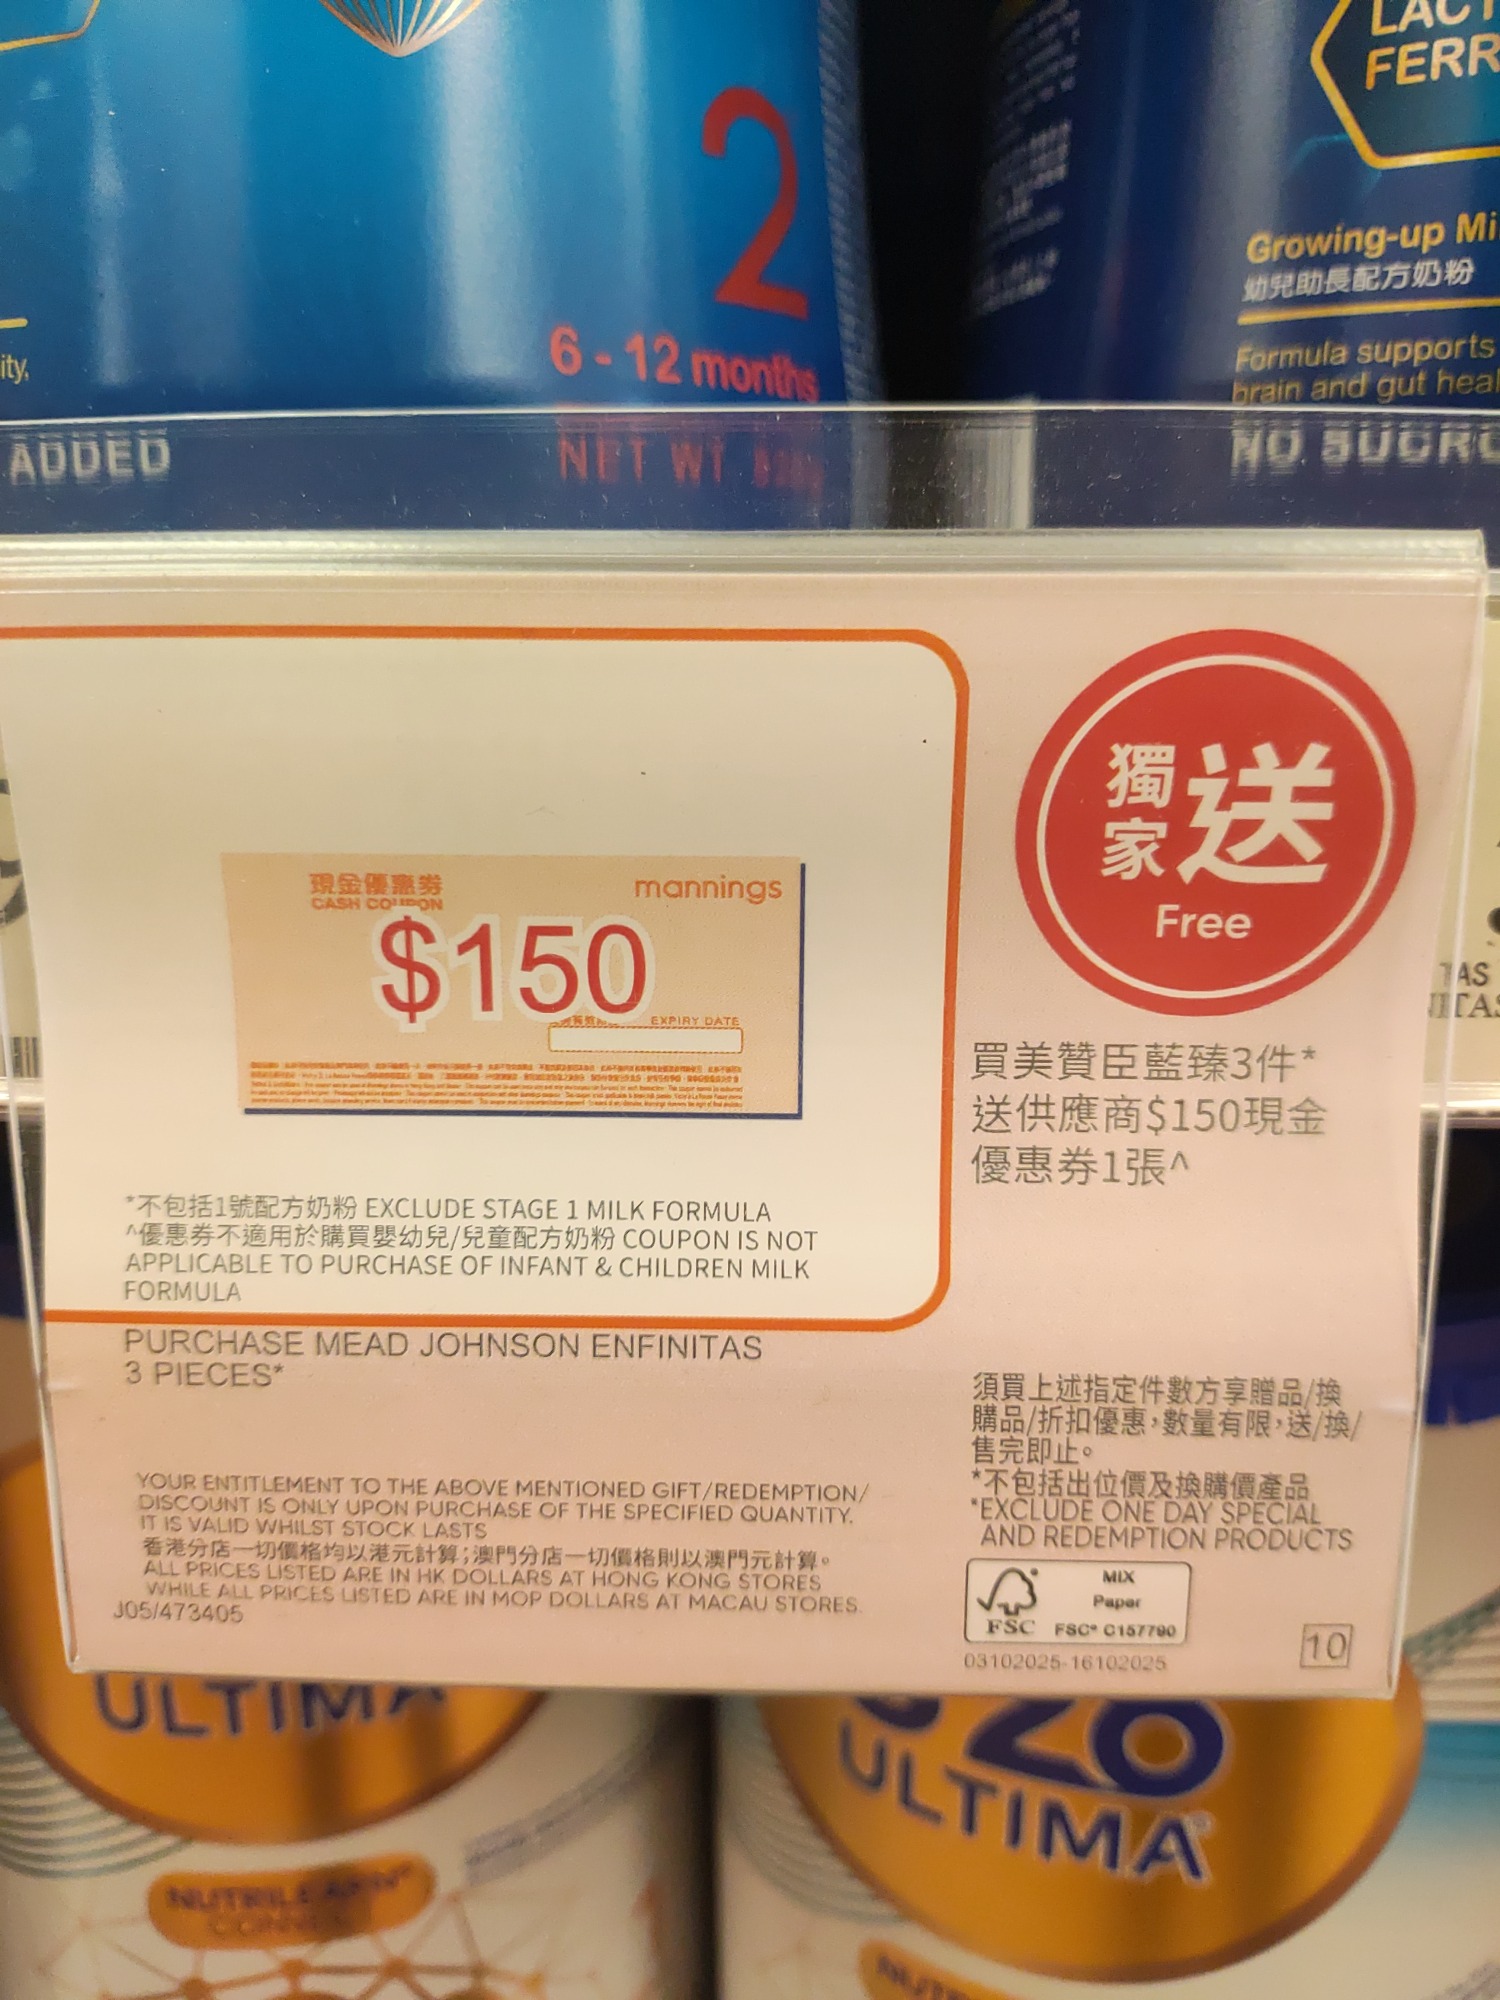 LACT
FERR
2
6 - 12 months
Growing-up Mi
幼兒助長配方奶粉
Formula supports
brain and gut heal
ity,
ADDED
NET WT
NO SUCRO
獨家送
Free
現金優惠券
mannings
CASH COUPON
$150
EXPIRY DATE
買美贊臣藍臻3件*
送供應商$150現金
優惠券1張^
*不包括1號配方奶粉 EXCLUDE STAGE 1 MILK FORMULA
^優惠券不適用於購買嬰幼兒/兒童配方奶粉 COUPON IS NOT
APPLICABLE TO PURCHASE OF INFANT & CHILDREN MILK
FORMULA
PURCHASE MEAD JOHNSON ENFINITAS
3 PIECES*
須買上述指定件數方享贈品/換
購品/折扣優惠，數量有限，送/換/
售完即止。
*不包括出位價及換購價產品
*EXCLUDE ONE DAY SPECIAL
AND REDEMPTION PRODUCTS
YOUR ENTITLEMENT TO THE ABOVE MENTIONED GIFT/REDEMPTION/
DISCOUNT IS ONLY UPON PURCHASE OF THE SPECIFIED QUANTITY.
IT IS VALID WHILST STOCK LASTS
香港分店一切價格均以港元計算；澳門分店一切價格則以澳門元計算。
ALL PRICES LISTED ARE IN HK DOLLARS AT HONG KONG STORES
WHILE ALL PRICES LISTED ARE IN MOP DOLLARS AT MACAU STORES.
J05/473405
FSC
MIX
Paper
FSC® C157790
03102025-16102025
10
ULTIMA
ULTIMA